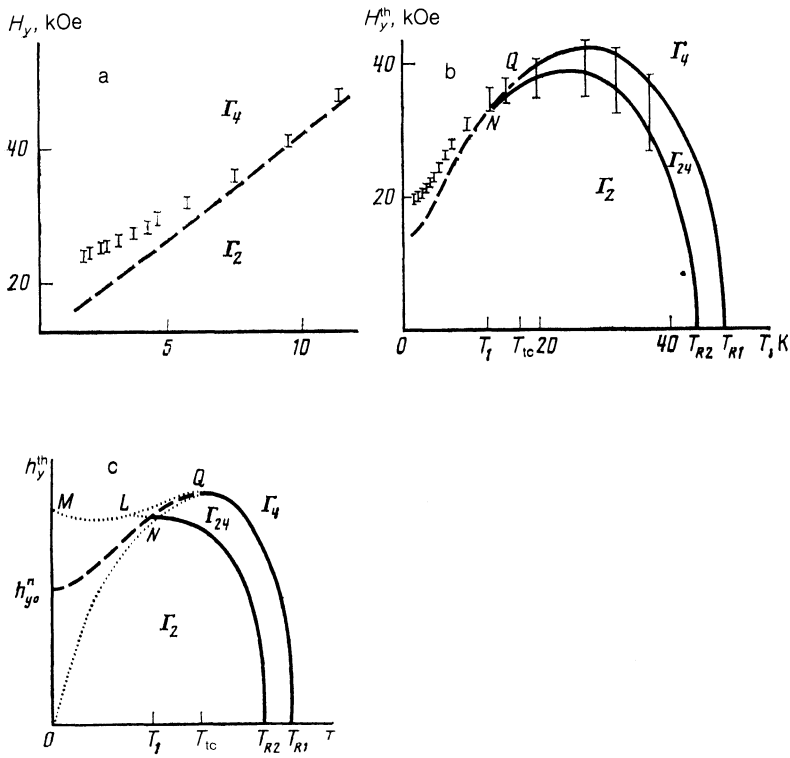 H_y, kOe
a
Γ_4
40
Γ_2
20
5
10
H_y^th, kOe
b
40
Q
Γ_4
N
Γ_24
Γ_2
20
0
T_1
T_tc
20
40
T_R2
T_R1
T, K
h_y^th
c
Q
M
L
Γ_4
Γ_24
N
h_y0^n
Γ_2
0
T_1
T_tc
T_R2
T_R1
T